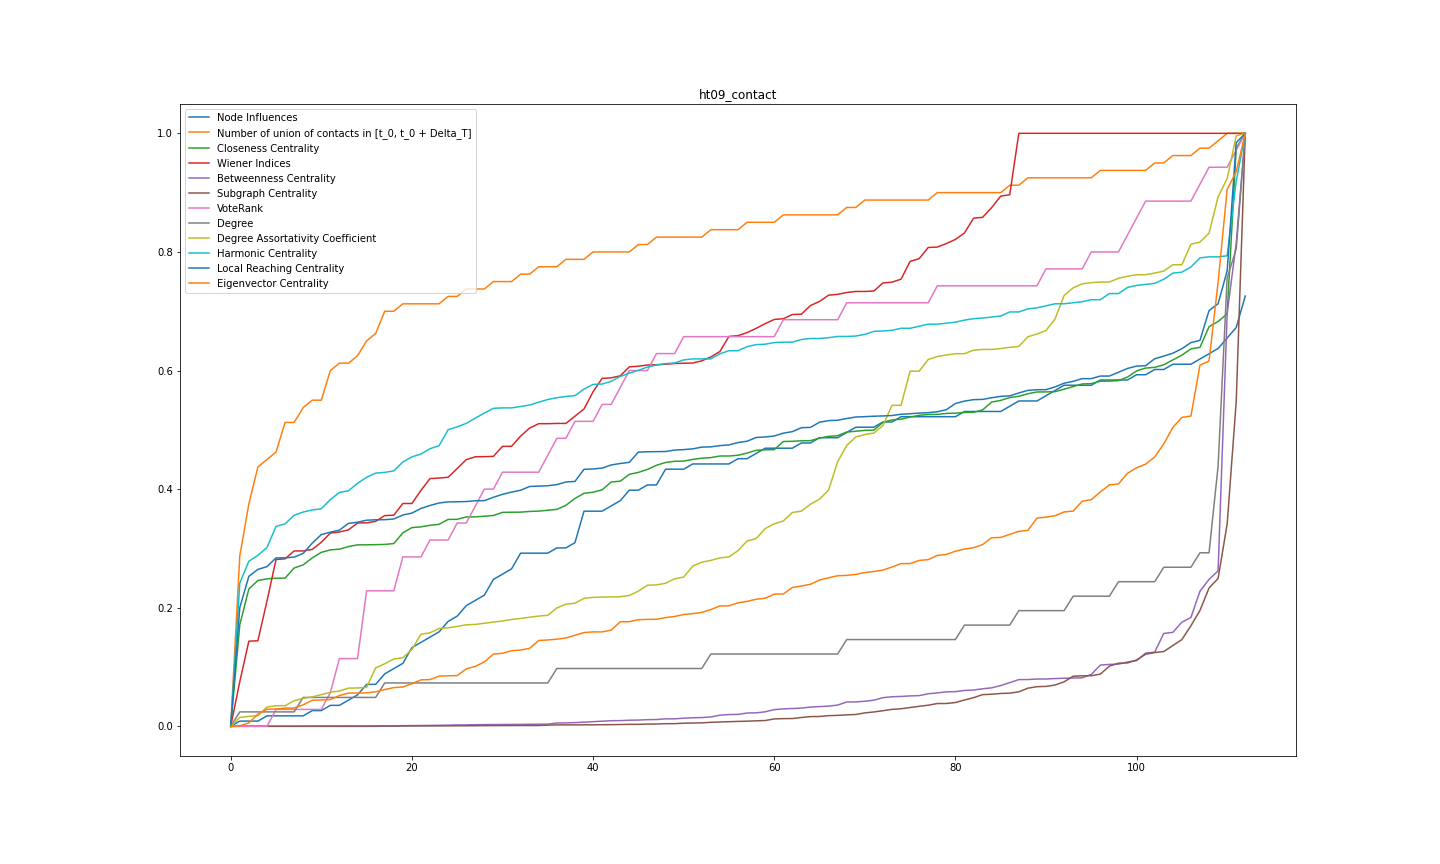 ht09_contact
Node Influences
Number of union of contacts in [t_0, t_0 + Delta_T]
Closeness Centrality
Wiener Indices
Betweenness Centrality
Subgraph Centrality
VoteRank
Degree
Degree Assortativity Coefficient
Harmonic Centrality
Local Reaching Centrality
Eigenvector Centrality
1.0
0.8
0.6
0.4
0.2
0.0
0 20 40 60 80 100